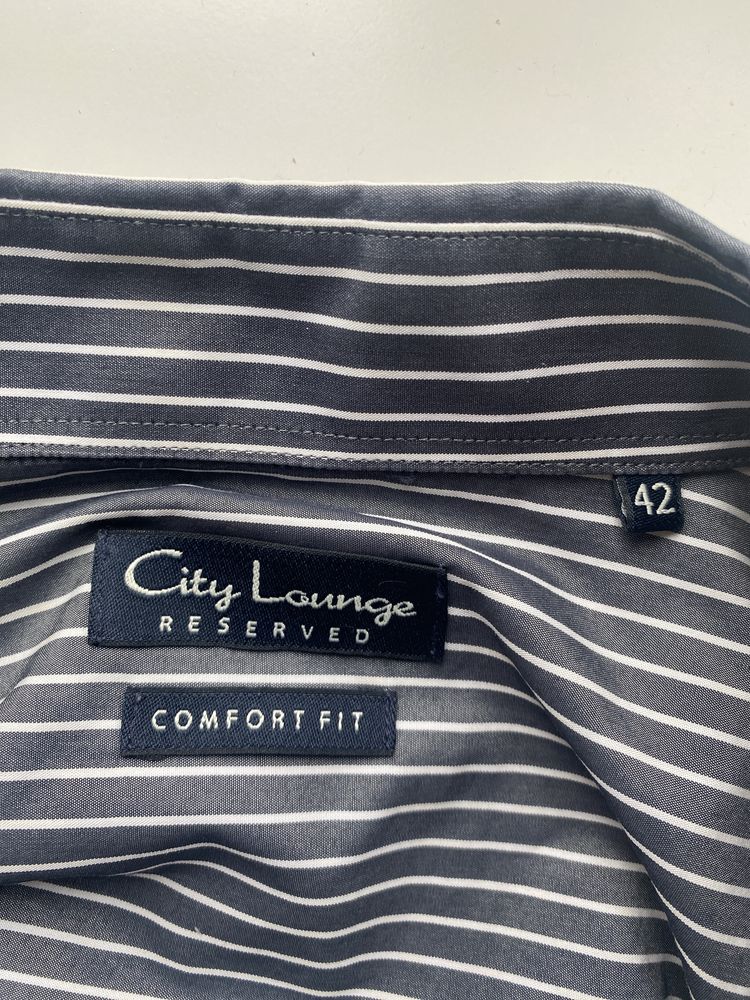 42
City Lounge
RESERVED
COMFORT FIT